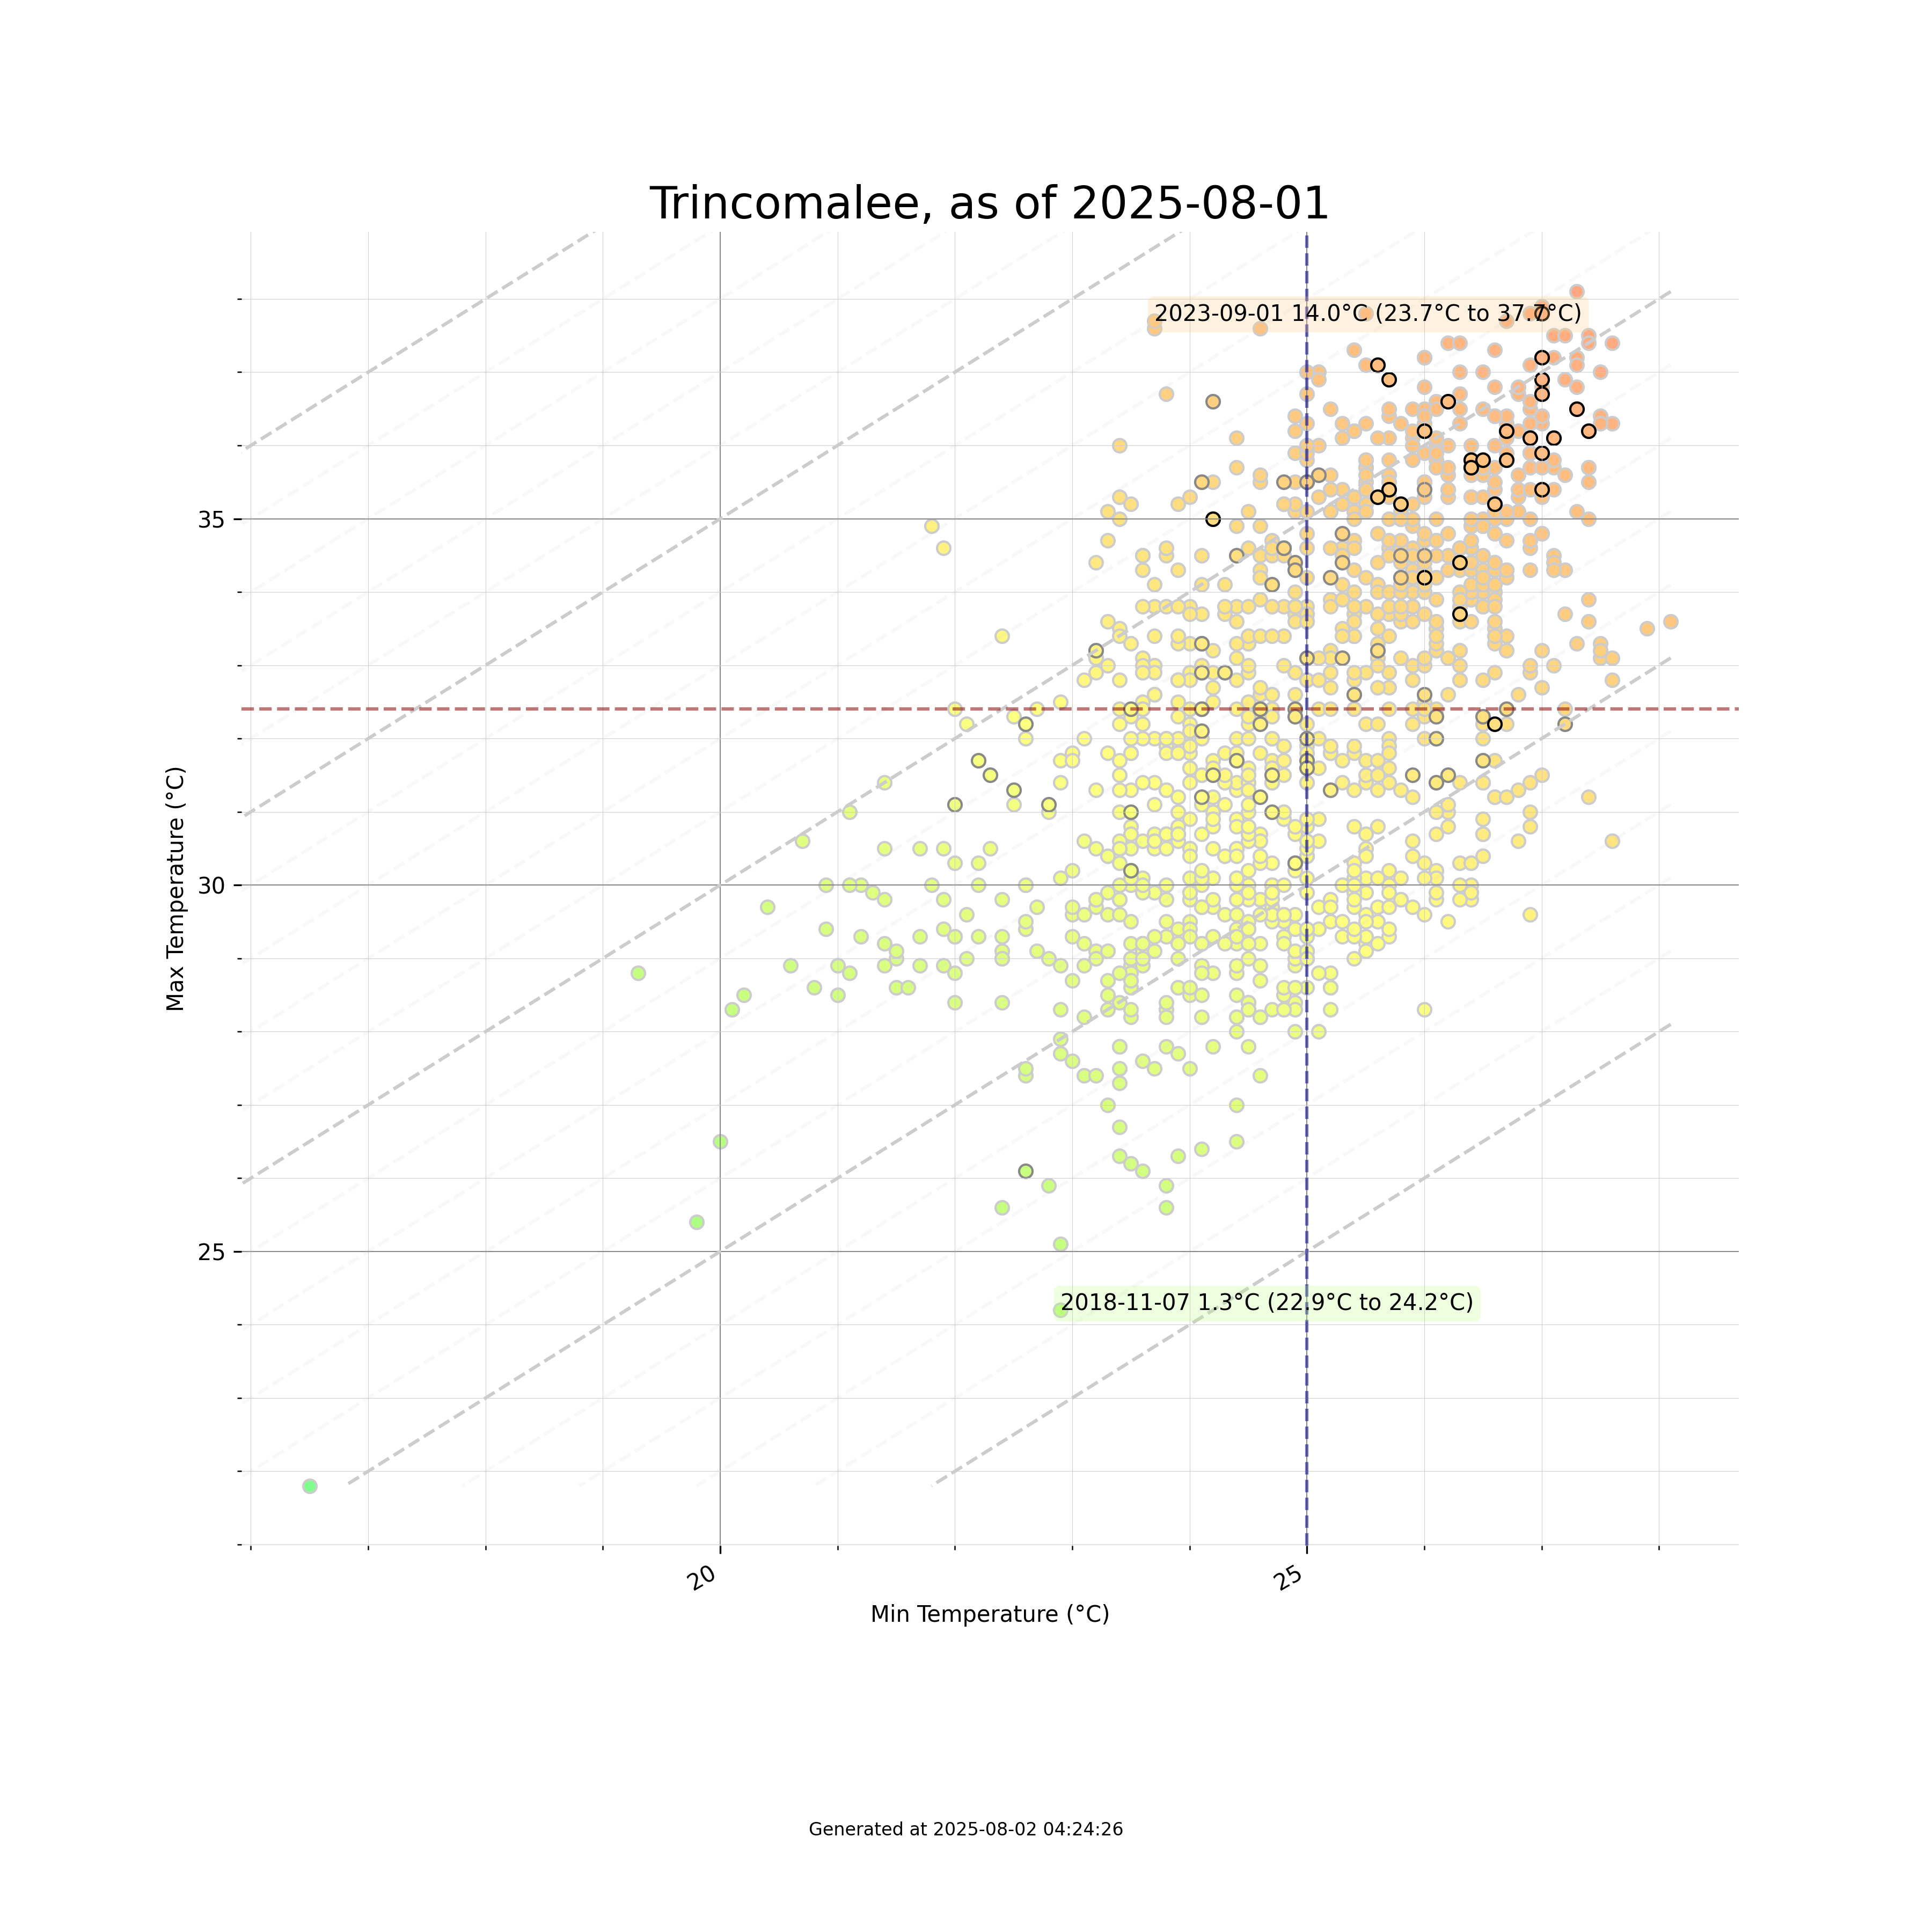 Trincomalee, as of 2025-08-01
2023-09-01 14.0°C (23.7°C to 37.7°C)
35
30
25
2018-11-07 1.3°C (22.9°C to 24.2°C)
Max Temperature (°C)
20
25
Min Temperature (°C)
Generated at 2025-08-02 04:24:26